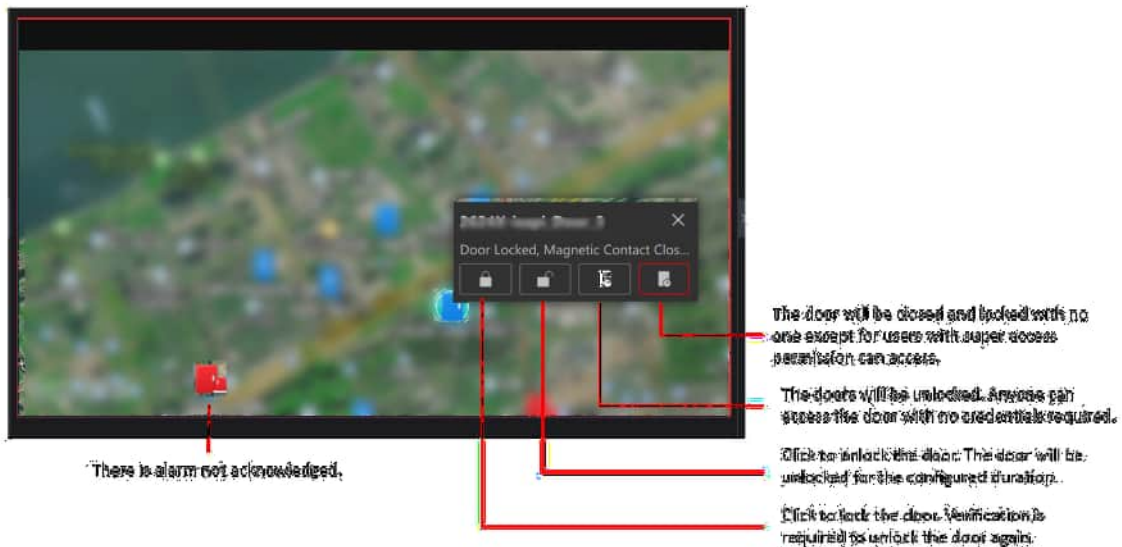 Door Locked, Magnetic Contact Clos...
The door will be closed and locked with no
one except for users with super access
permission can access.
The doors will be unlocked. Anyone can
access the door with no credentials required.
Click to unlock the door. The door will be
unlocked for the configured duration.
Click to lock the door. Verification is
required to unlock the door again.
There is alarm not acknowledged.